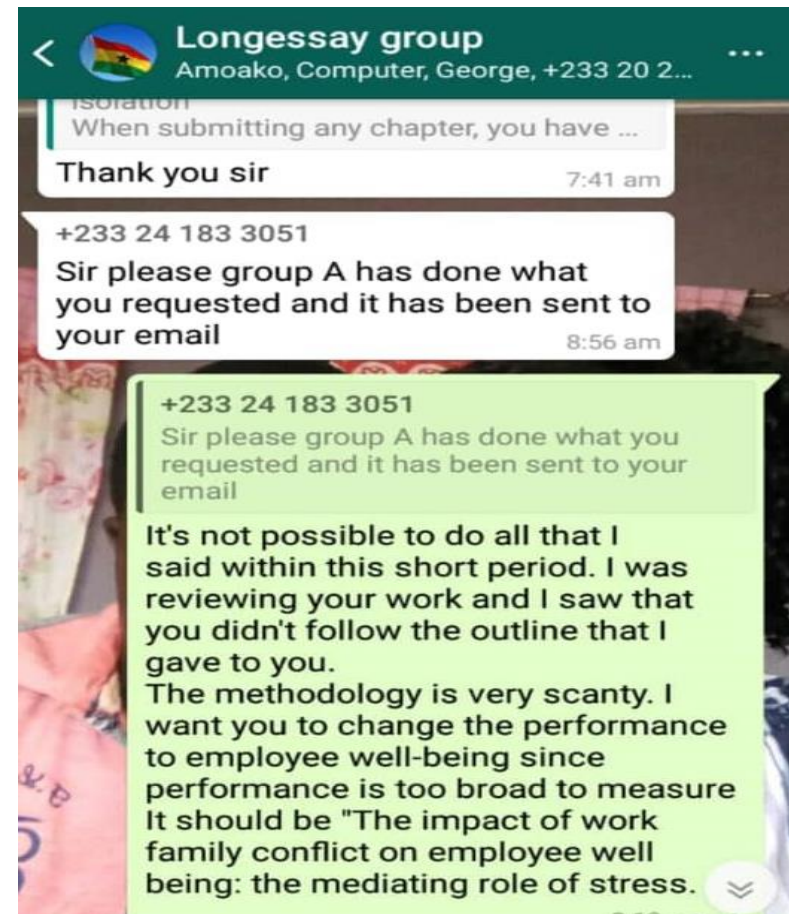 Longessay group
Amoako, Computer, George, +233 20 2...
isolation
When submitting any chapter, you have ...
Thank you sir
7:41 am
+233 24 183 3051
Sir please group A has done what
you requested and it has been sent to
your email
8:56 am
+233 24 183 3051
Sir please group A has done what you
requested and it has been sent to your
email
It's not possible to do all that I
said within this short period. I was
reviewing your work and I saw that
you didn't follow the outline that I
gave to you.
The methodology is very scanty. I
want you to change the performance
to employee well-being since
performance is too broad to measure
It should be "The impact of work
family conflict on employee well
being: the mediating role of stress.